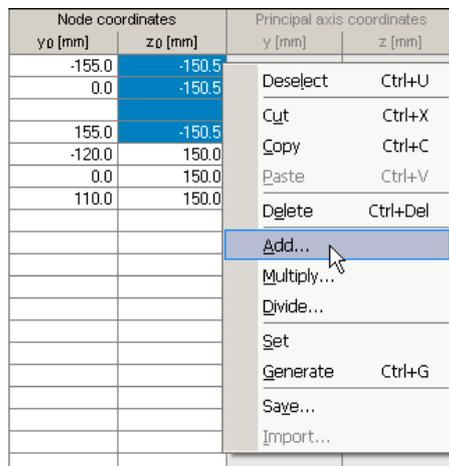 Node coordinates Principal axis coordinates
y0 [mm] z0 [mm] y [mm] z [mm]
-155.0 -150.5
0.0 -150.5
155.0 -150.5
-120.0 150.0
0.0 150.0
110.0 150.0
Deselect Ctrl+U
Cut Ctrl+X
Copy Ctrl+C
Paste Ctrl+V
Delete Ctrl+Del
Add...
Multiply...
Divide...
Set
Generate Ctrl+G
Save...
Import...